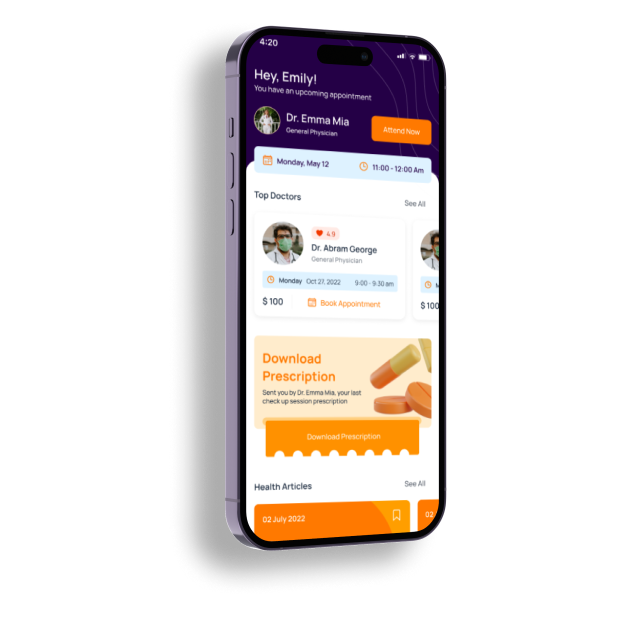 4:20
Hey, Emily!
You have an upcoming appointment
Dr. Emma Mia
General Physician
Attend Now
Monday, May 12
11:00 - 12:00 Am
Top Doctors
See All
4.9
Dr. Abram George
General Physician
Monday Oct 27, 2022 9:00 - 9:30 am
M
$ 100
Book Appointment
$ 100
Download
Prescription
Sent you by Dr. Emma Mia, your last
check up session prescription
Download Prescription
Health Articles
See All
02 July 2022
02